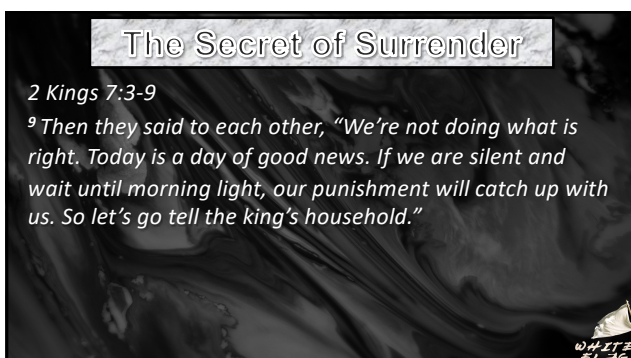 The Secret of Surrender
2 Kings 7:3-9
⁹ Then they said to each other, “We’re not doing what is
right. Today is a day of good news. If we are silent and
wait until morning light, our punishment will catch up with
us. So let’s go tell the king’s household.”
WHITE